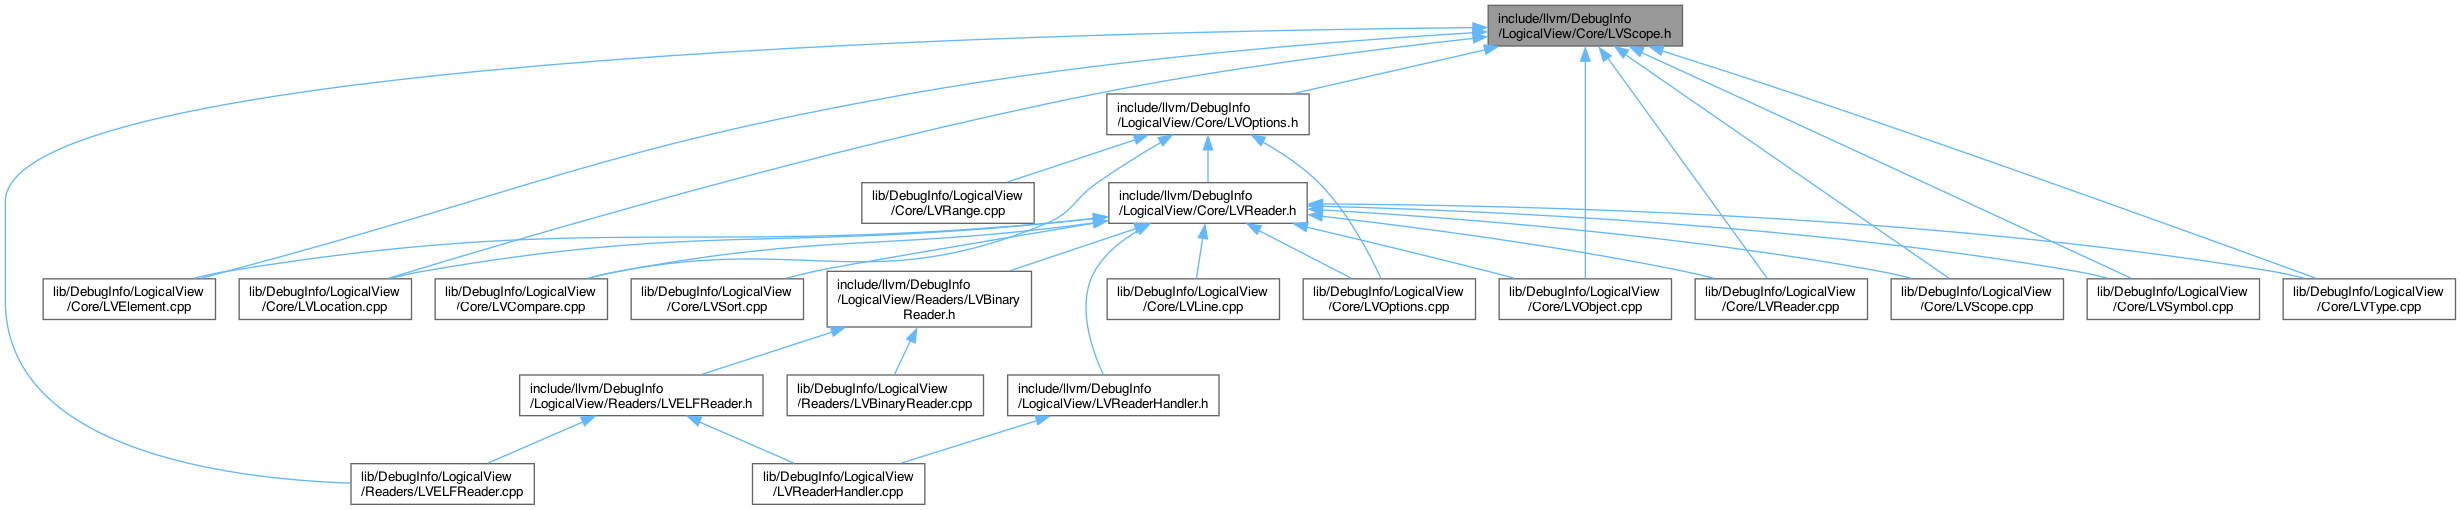 include/llvm/DebugInfo
/LogicalView/Core/LVScope.h
include/llvm/DebugInfo
/LogicalView/Core/LVOptions.h
lib/DebugInfo/LogicalView
/Core/LVRange.cpp
include/llvm/DebugInfo
/LogicalView/Core/LVReader.h
lib/DebugInfo/LogicalView
/Core/LVElement.cpp
lib/DebugInfo/LogicalView
/Core/LVLocation.cpp
lib/DebugInfo/LogicalView
/Core/LVCompare.cpp
lib/DebugInfo/LogicalView
/Core/LVSort.cpp
include/llvm/DebugInfo
/LogicalView/Readers/LVBinary
Reader.h
lib/DebugInfo/LogicalView
/Core/LVLine.cpp
lib/DebugInfo/LogicalView
/Core/LVOptions.cpp
lib/DebugInfo/LogicalView
/Core/LVObject.cpp
lib/DebugInfo/LogicalView
/Core/LVReader.cpp
lib/DebugInfo/LogicalView
/Core/LVScope.cpp
lib/DebugInfo/LogicalView
/Core/LVSymbol.cpp
lib/DebugInfo/LogicalView
/Core/LVType.cpp
include/llvm/DebugInfo
/LogicalView/Readers/LVELFReader.h
lib/DebugInfo/LogicalView
/Readers/LVBinaryReader.cpp
include/llvm/DebugInfo
/LogicalView/LVReaderHandler.h
lib/DebugInfo/LogicalView
/Readers/LVELFReader.cpp
lib/DebugInfo/LogicalView
/LVReaderHandler.cpp